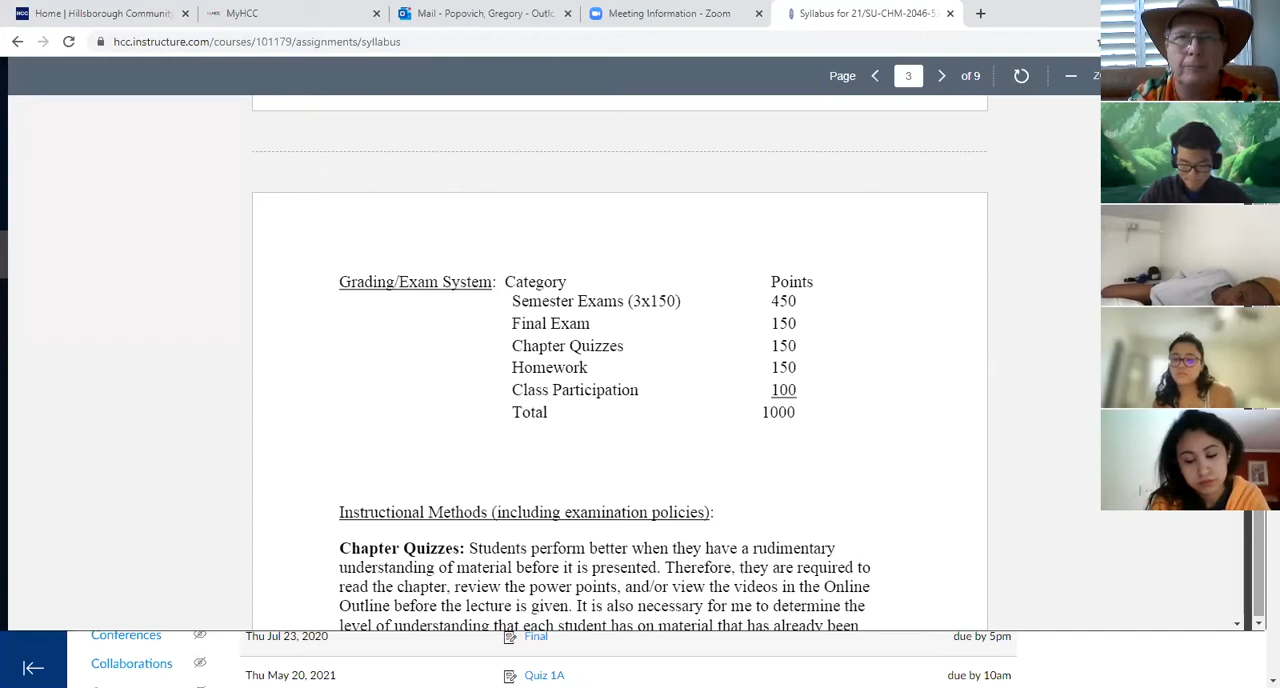 Home | Hillsborough Community
MyHCC
Mail - Popovich, Gregory - Outlo
Meeting Information - Zoom
Syllabus for 21/SU-CHM-2046-5
hcc.instructure.com/courses/101179/assignments/syllabus
Page 3 of 9
Grading/Exam System: Category Points
Semester Exams (3x150) 450
Final Exam 150
Chapter Quizzes 150
Homework 150
Class Participation 100
Total 1000
Instructional Methods (including examination policies):
Chapter Quizzes: Students perform better when they have a rudimentary
understanding of material before it is presented. Therefore, they are required to
read the chapter, review the power points, and/or view the videos in the Online
Outline before the lecture is given. It is also necessary for me to determine the
level of understanding that each student has on material that has already been
Conferences
Thu Jul 23, 2020 Final due by 5pm
Collaborations
Thu May 20, 2021 Quiz 1A due by 10am